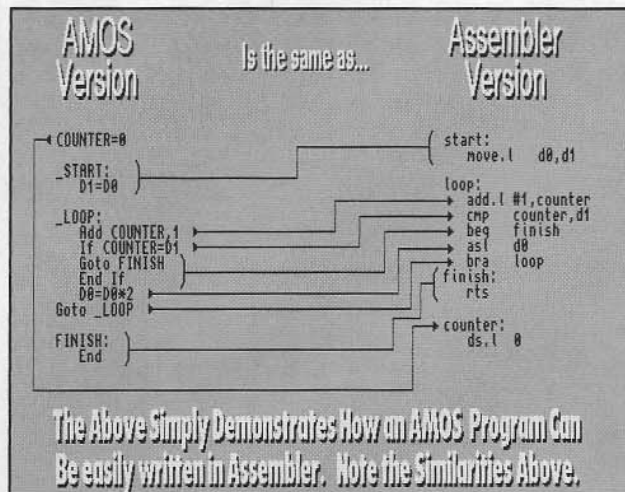 AMOS
Version
Is the same as...
Assembler
Version
COUNTER=0
_START:
D1=D0
_LOOP:
Add COUNTER,1
If COUNTER=D1
Goto FINISH
End If
D0=D0*2
Goto _LOOP
FINISH:
End
start:
move.l d0,d1
loop:
add.l #1,counter
cmp counter,d1
beq finish
asl d0
bra loop
finish:
rts
counter:
ds.l 0
The Above Simply Demonstrates How an AMOS Program Can
Be easily written in Assembler. Note the Similarities Above.